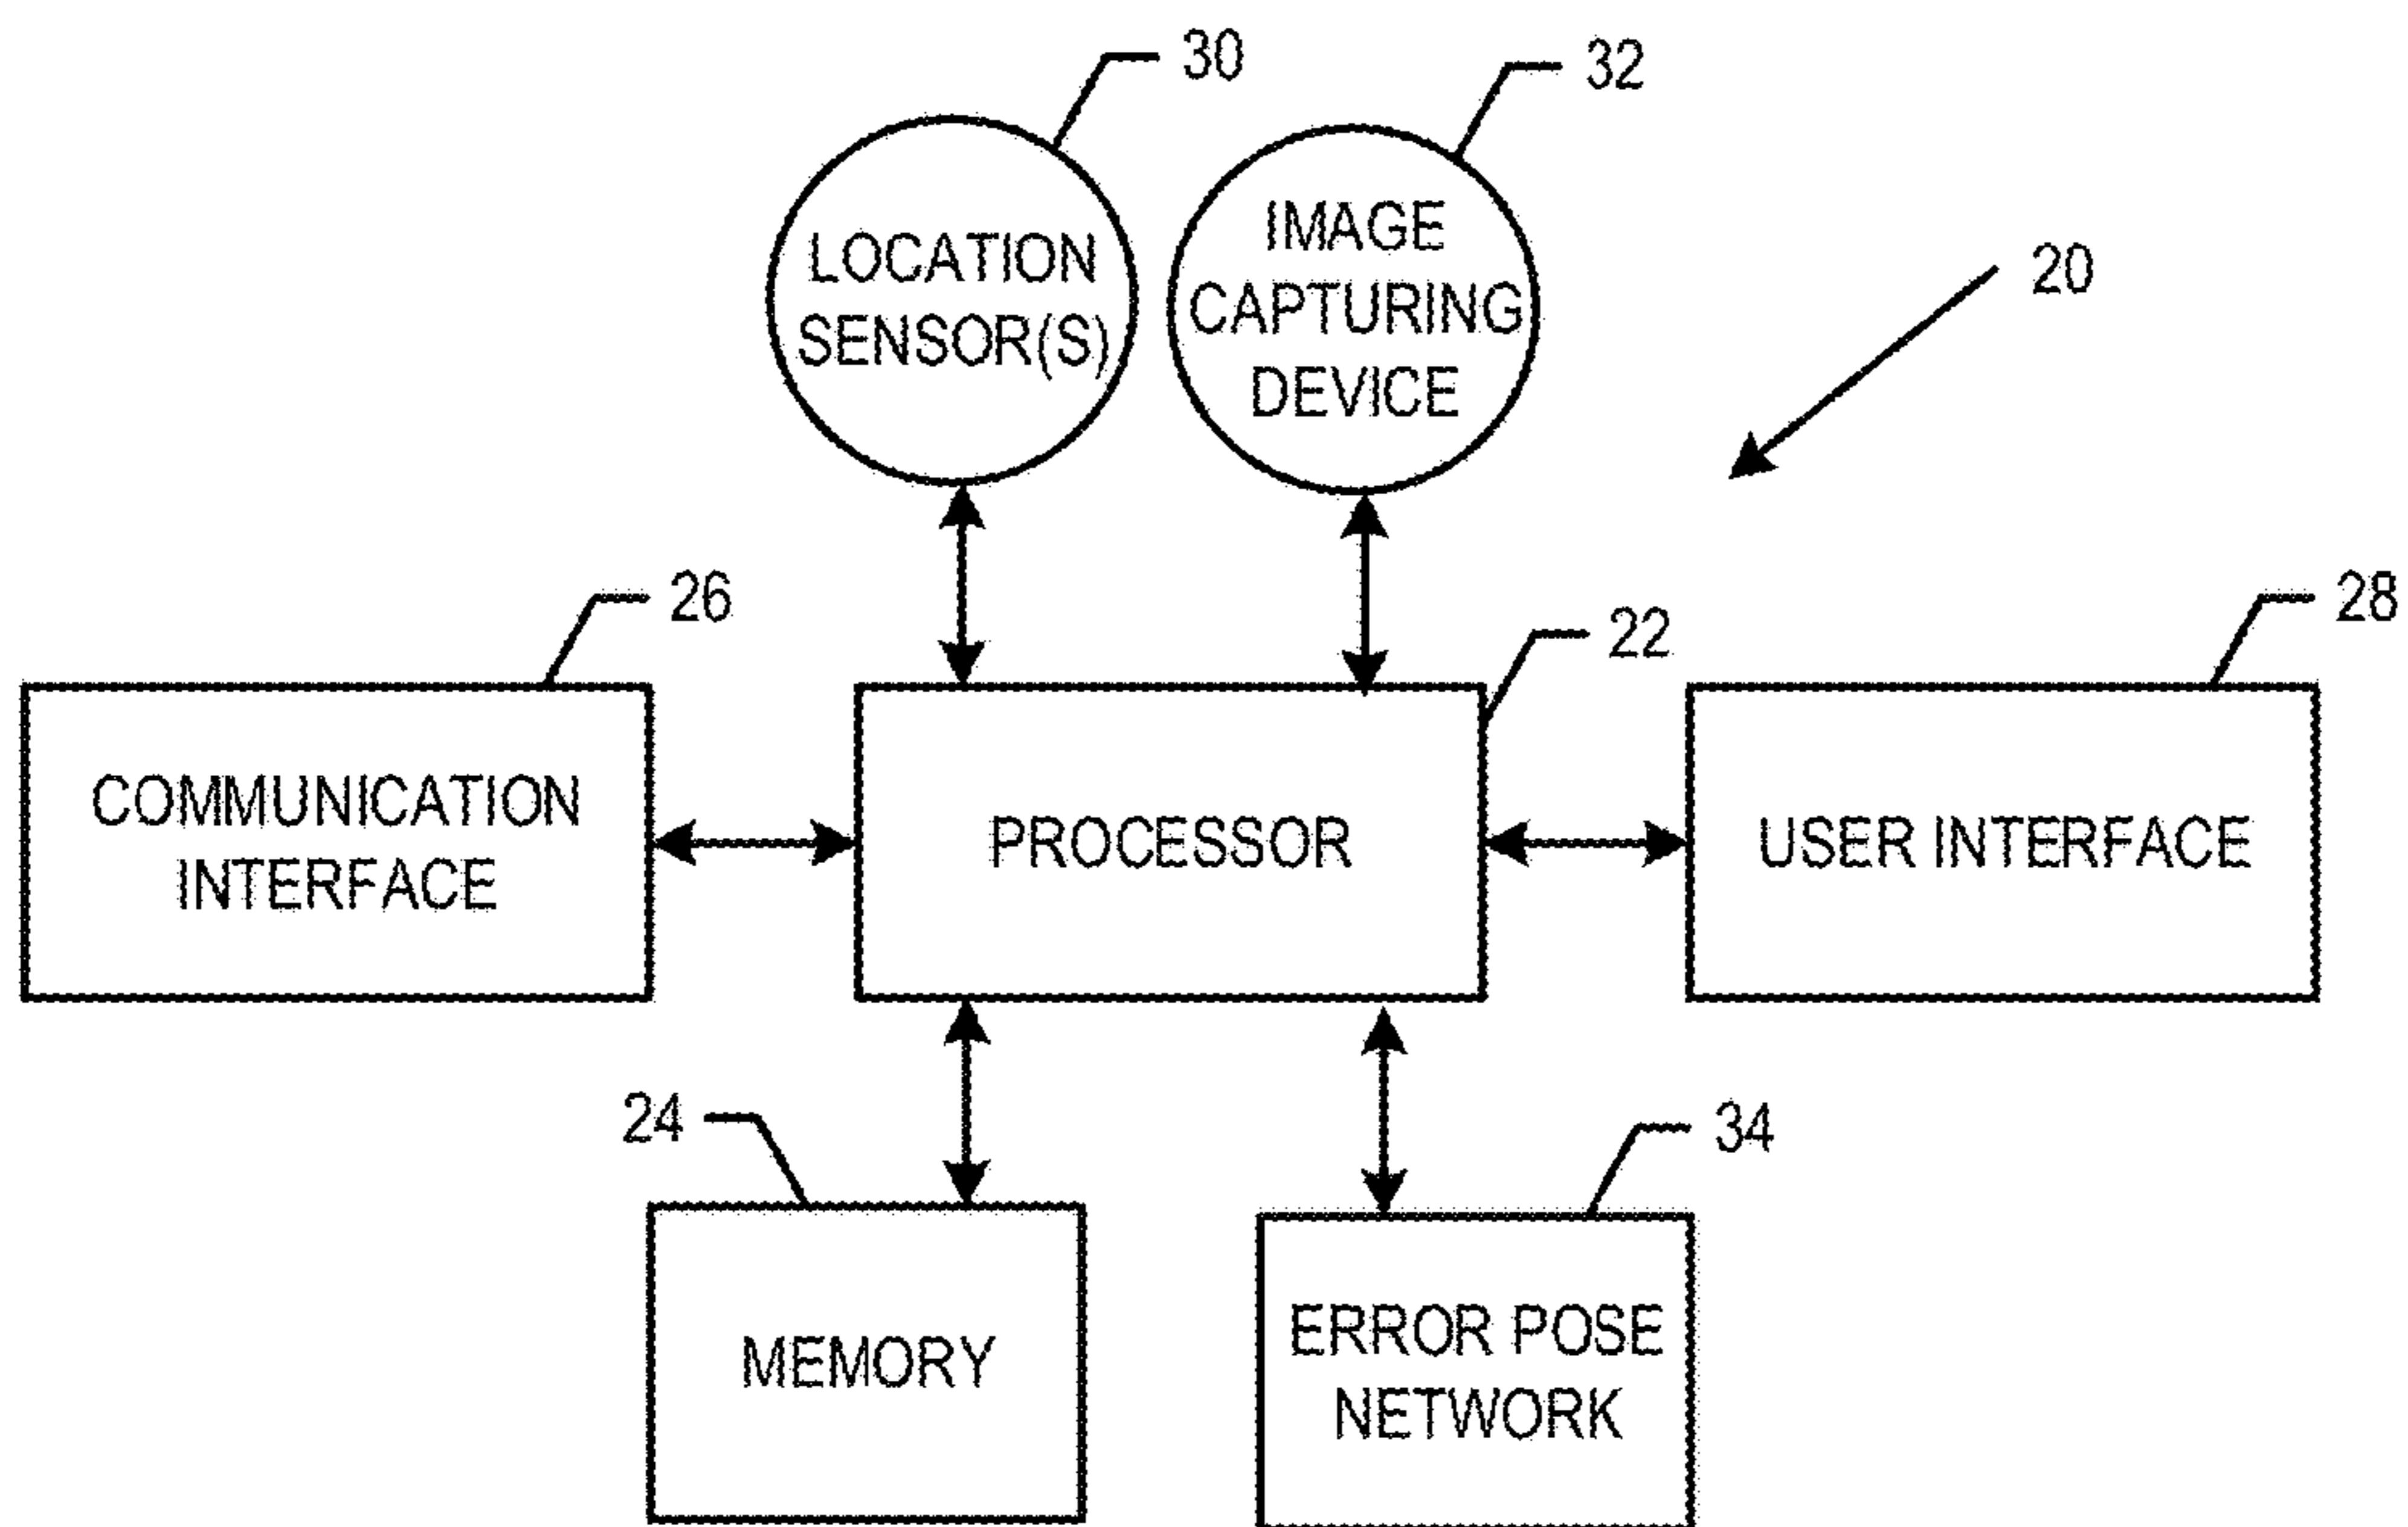 30
32
LOCATION
SENSOR(S)
IMAGE
CAPTURING
DEVICE
20
26
22
28
COMMUNICATION
INTERFACE
PROCESSOR
USER INTERFACE
24
34
MEMORY
ERROR POSE
NETWORK